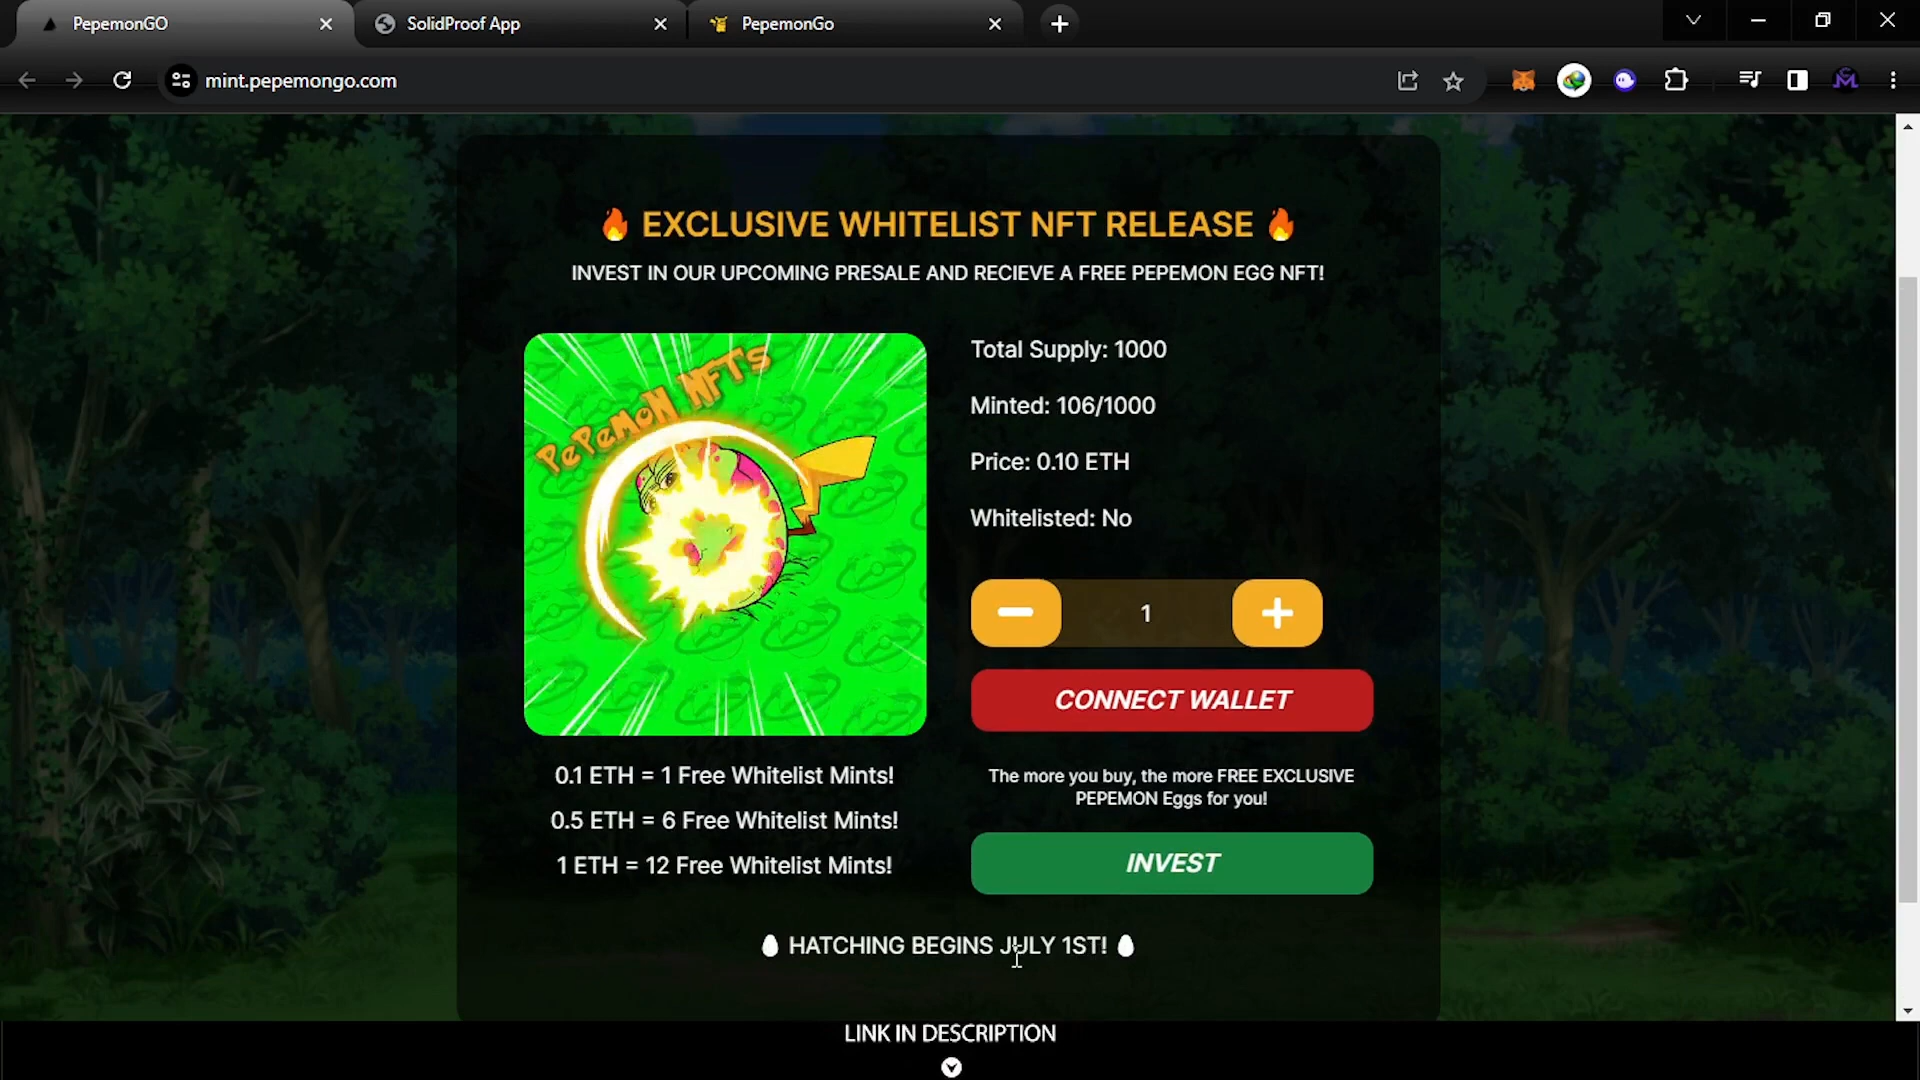 PepemonGO
SolidProof App
PepemonGo
mint.pepemongo.com
EXCLUSIVE WHITELIST NFT RELEASE
INVEST IN OUR UPCOMING PRESALE AND RECIEVE A FREE PEPEMON EGG NFT!
PePeMoN NFTs
Total Supply: 1000
Minted: 106/1000
Price: 0.10 ETH
Whitelisted: No
1
CONNECT WALLET
0.1 ETH = 1 Free Whitelist Mints!
0.5 ETH = 6 Free Whitelist Mints!
1 ETH = 12 Free Whitelist Mints!
The more you buy, the more FREE EXCLUSIVE
PEPEMON Eggs for you!
INVEST
HATCHING BEGINS JULY 1ST!
LINK IN DESCRIPTION